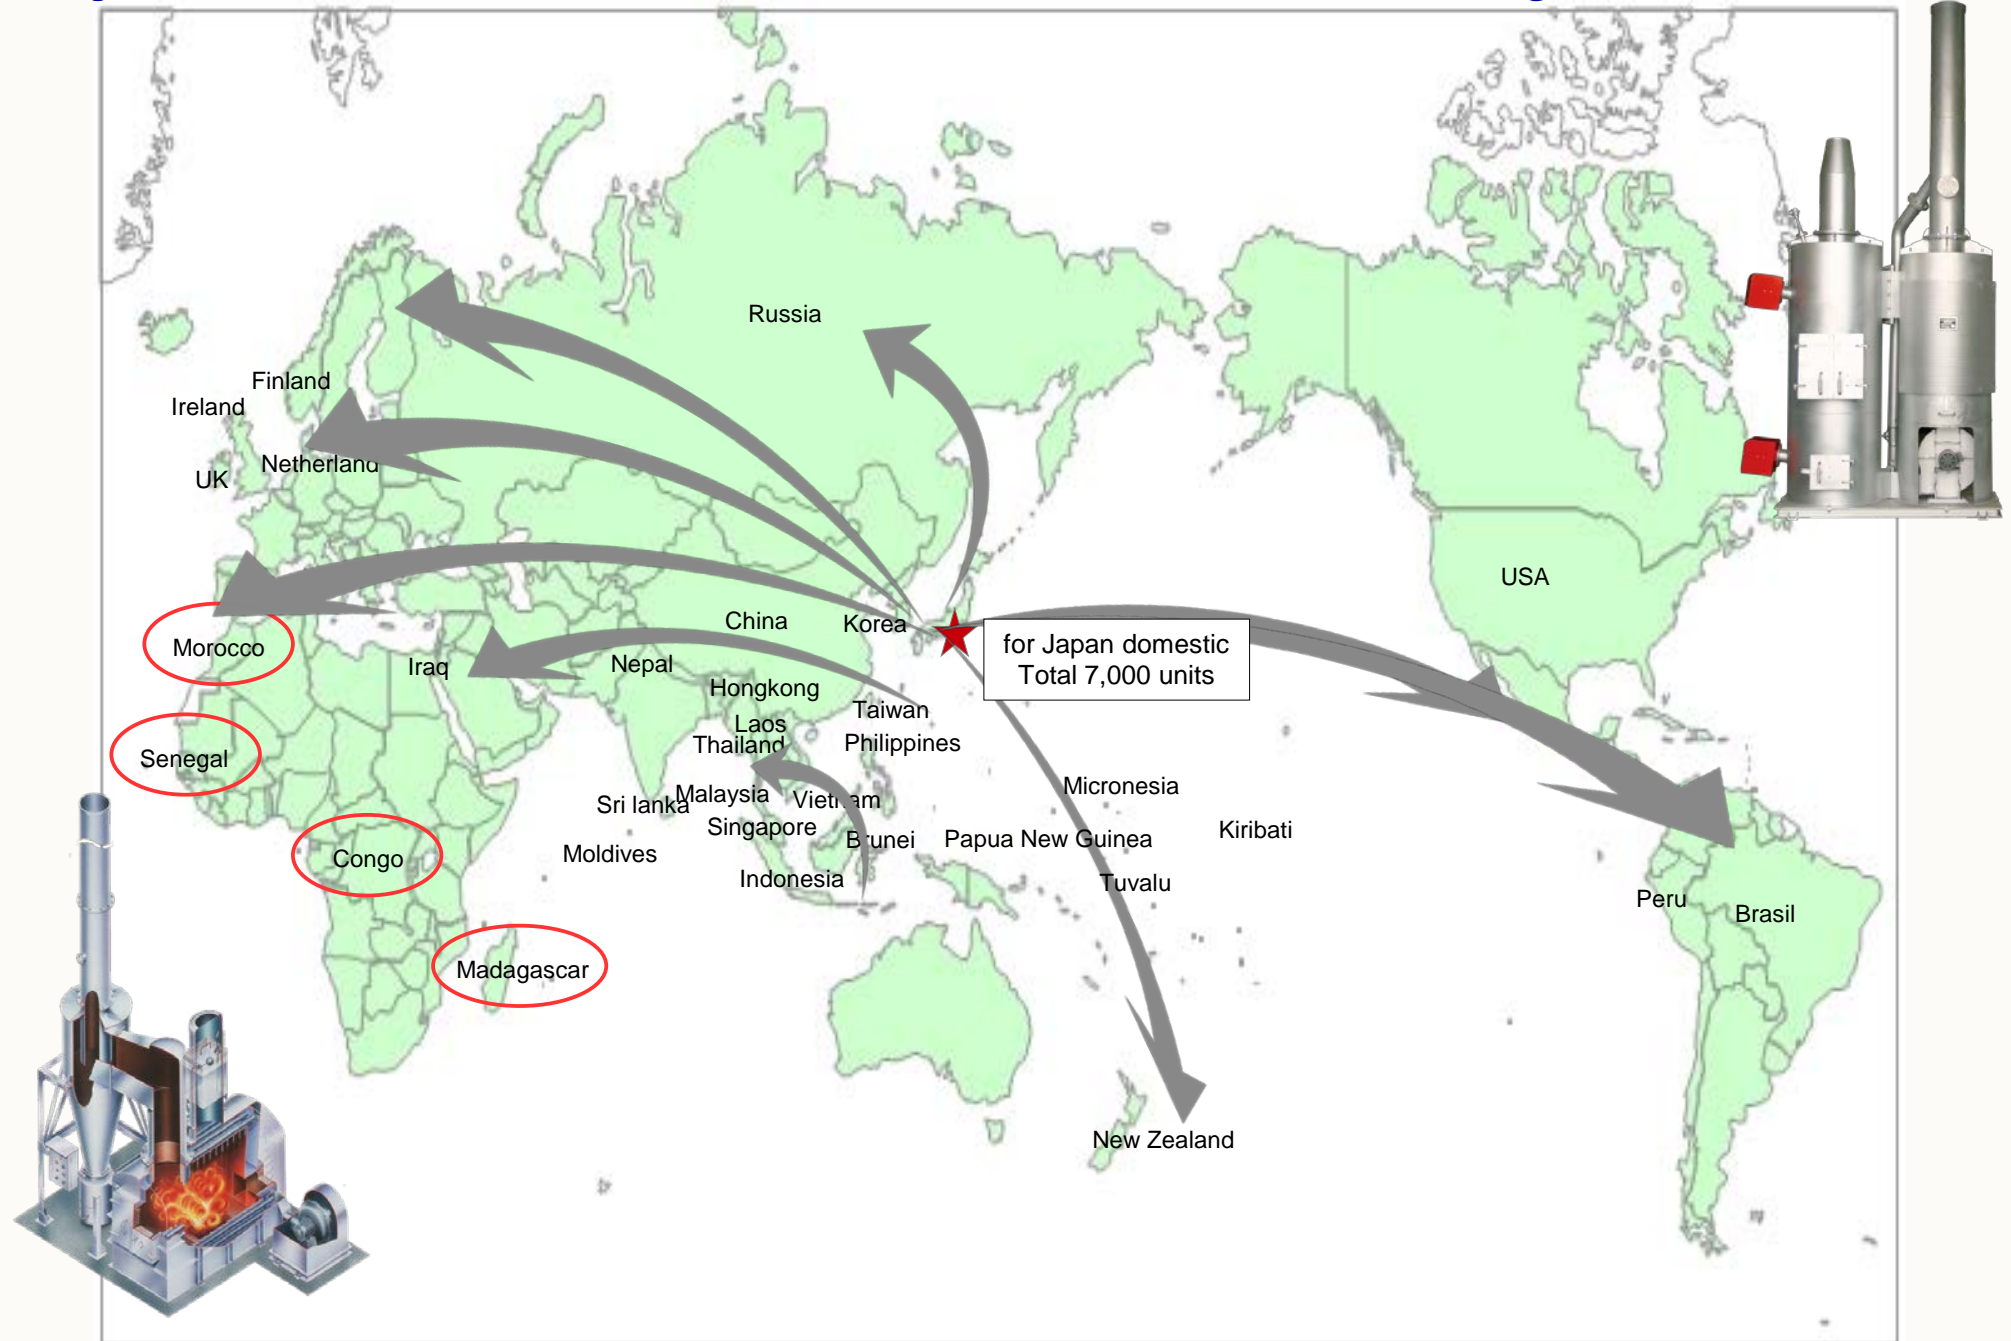 Russia
Finland
Ireland
Netherland
UK
USA
China
Korea
for Japan domestic
Total 7,000 units
Morocco
Iraq
Nepal
Hongkong
Taiwan
Laos
Thailand
Philippines
Senegal
Micronesia
Malaysia
Vietnam
Sri lanka
Singapore
Brunei
Papua New Guinea
Kiribati
Moldives
Congo
Indonesia
Tuvalu
Peru
Brasil
Madagascar
New Zealand